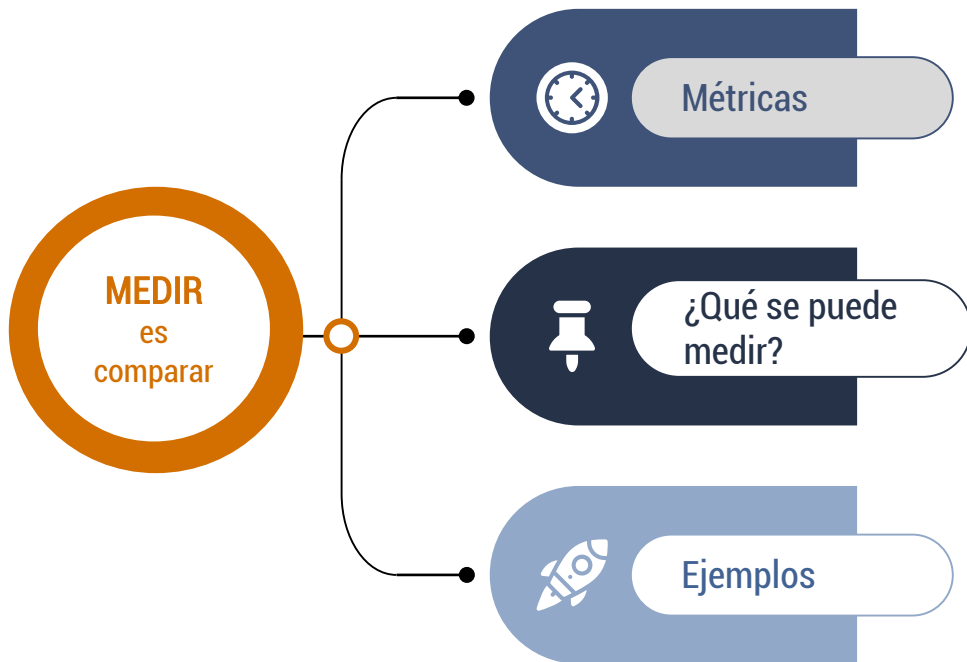 MEDIR
es
comparar
Métricas
¿Qué se puede
medir?
Ejemplos